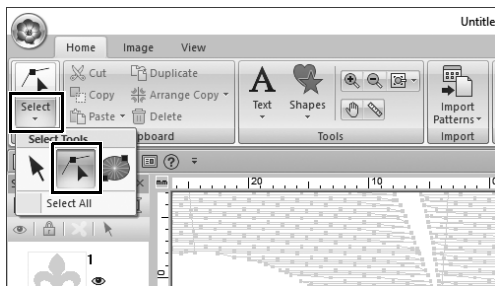 Untitle
Home Image View
Select
Cut
Copy
Paste
Duplicate
Arrange Copy
Delete
Text
Shapes
Import
Patterns
pboard
Tools
Import
Select Tools
Select All
20
10
1